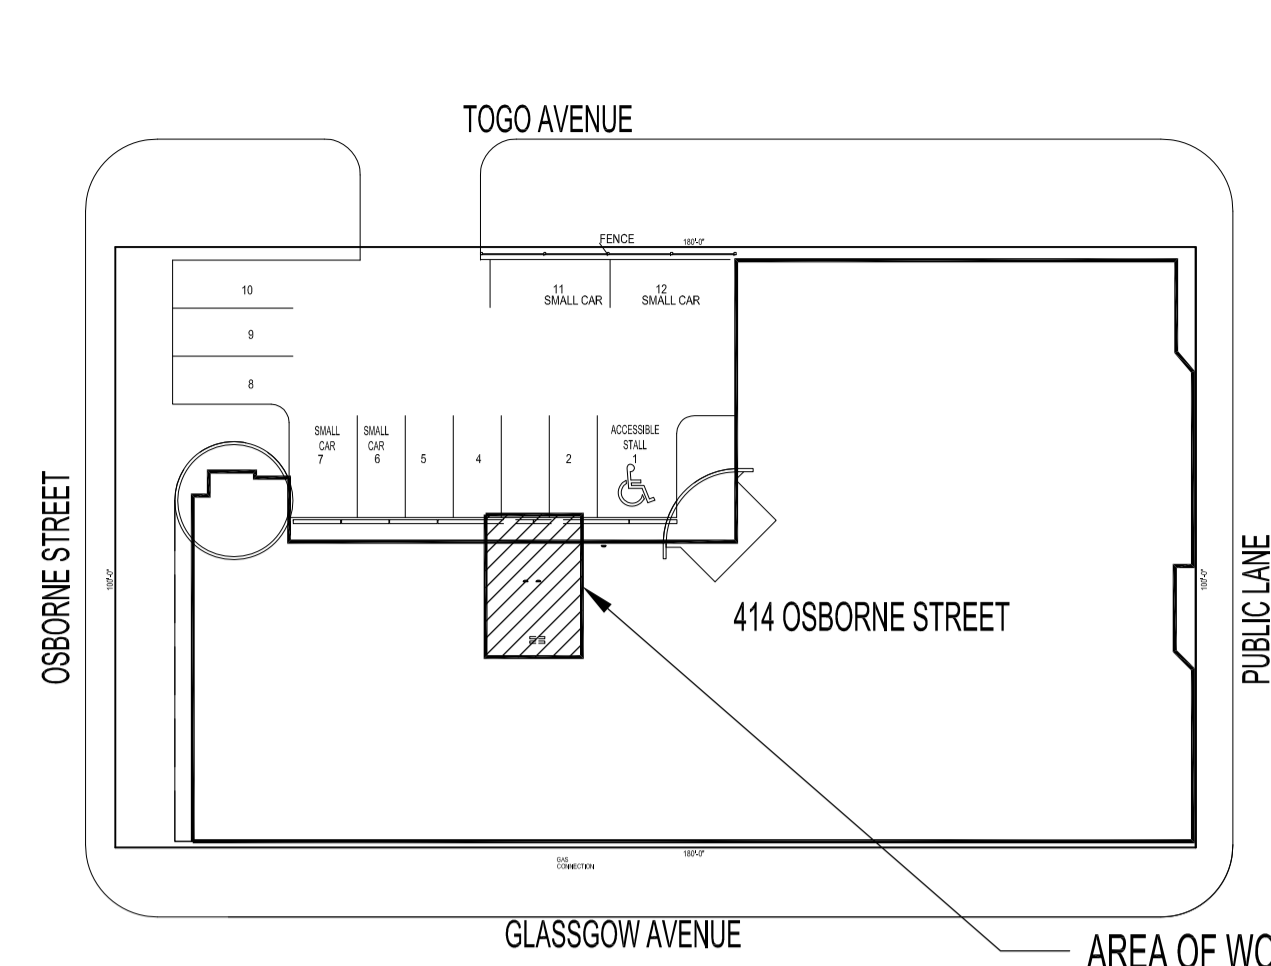 TOGO AVENUE
FENCE
180'-0"
10
11
SMALL CAR
12
SMALL CAR
9
8
SMALL
CAR
7
SMALL
CAR
6
5
4
2
ACCESSIBLE
STALL
1
OSBORNE STREET
100'-0"
414 OSBORNE STREET
100'-0"
PUBLIC LANE
GAS
CONNECTION
180'-0"
GLASSGOW AVENUE
AREA OF WO